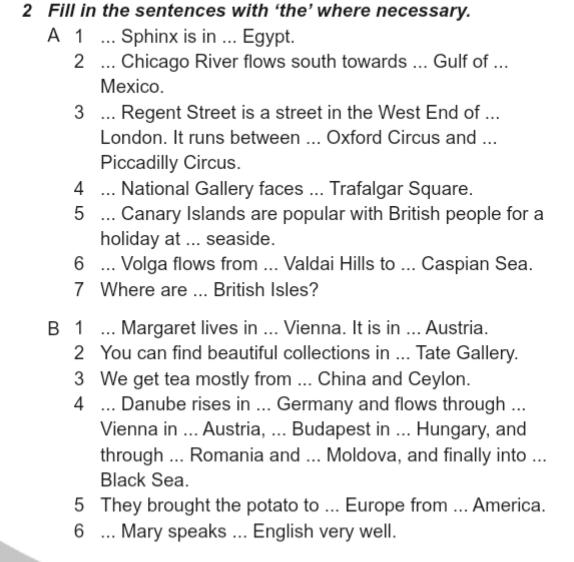 2 Fill in the sentences with ‘the’ where necessary.
A 1 ... Sphinx is in ... Egypt.
2 ... Chicago River flows south towards ... Gulf of ...
Mexico.
3 ... Regent Street is a street in the West End of ...
London. It runs between ... Oxford Circus and ...
Piccadilly Circus.
4 ... National Gallery faces ... Trafalgar Square.
5 ... Canary Islands are popular with British people for a
holiday at ... seaside.
6 ... Volga flows from ... Valdai Hills to ... Caspian Sea.
7 Where are ... British Isles?
B 1 ... Margaret lives in ... Vienna. It is in ... Austria.
2 You can find beautiful collections in ... Tate Gallery.
3 We get tea mostly from ... China and Ceylon.
4 ... Danube rises in ... Germany and flows through ...
Vienna in ... Austria, ... Budapest in ... Hungary, and
through ... Romania and ... Moldova, and finally into ...
Black Sea.
5 They brought the potato to ... Europe from ... America.
6 ... Mary speaks ... English very well.